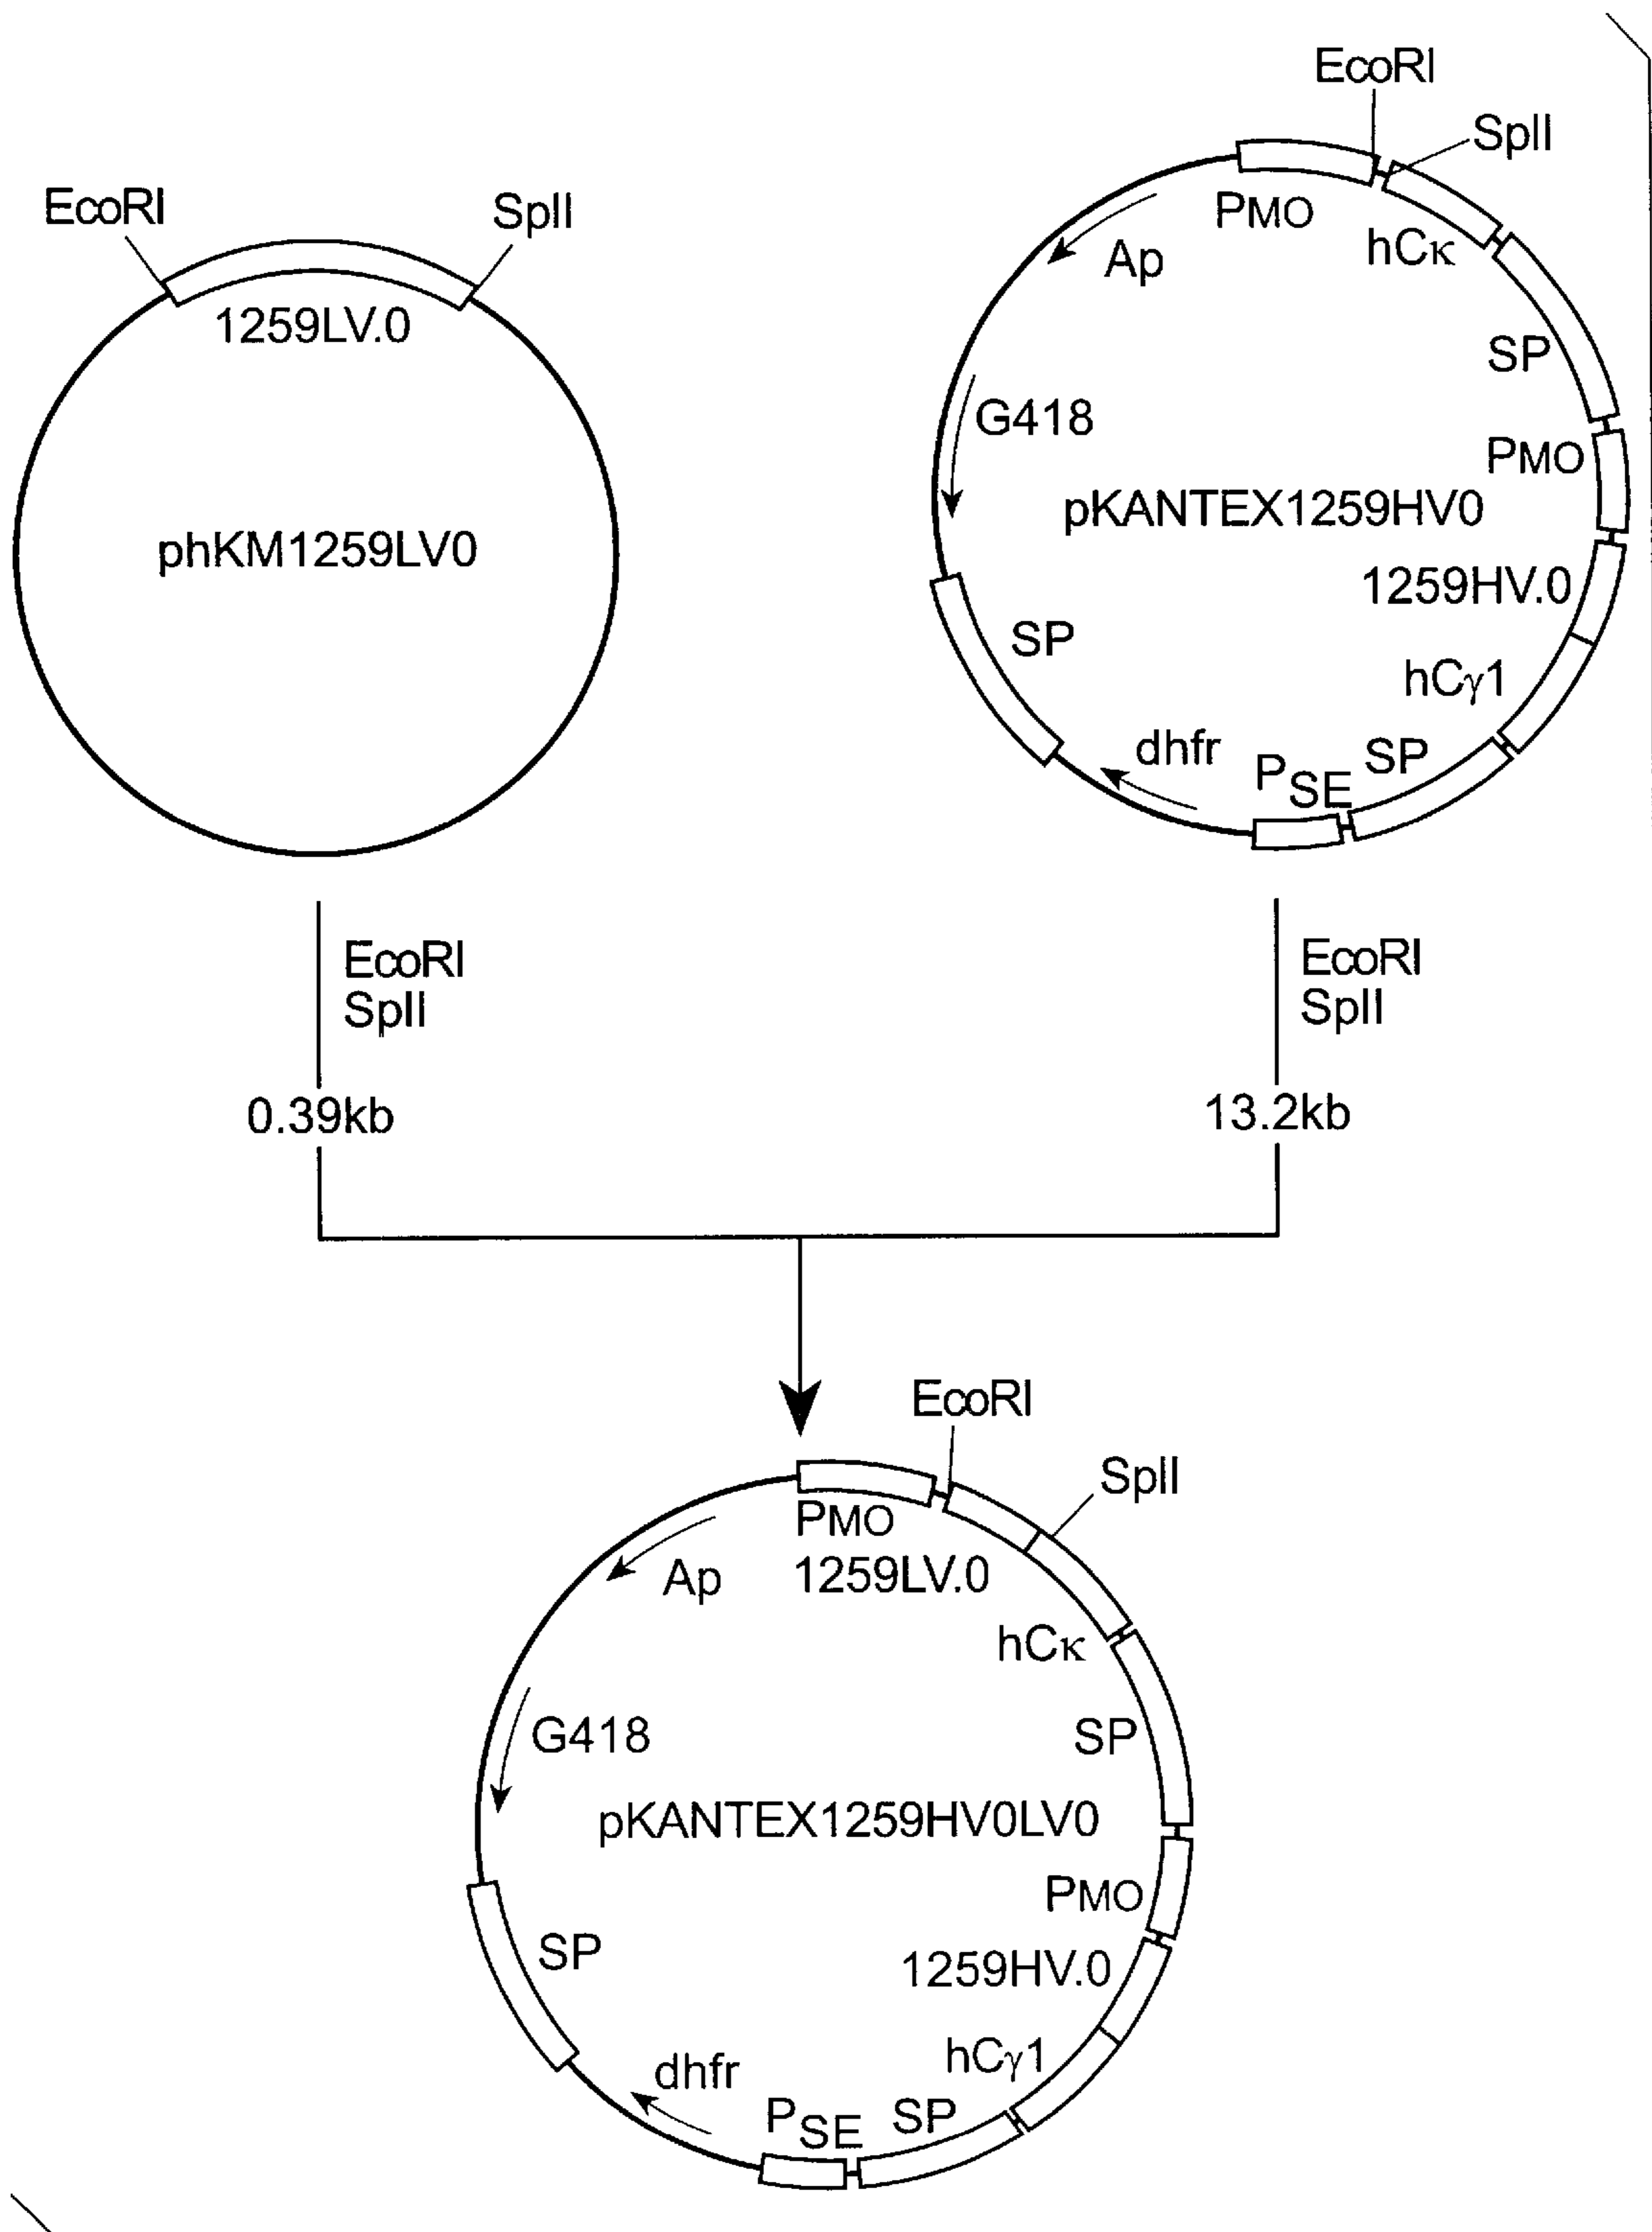 EcoRI
SplI
1259LV.0
phKM1259LV0
EcoRI
SplI
PMO
hCκ
Ap
SP
G418
PMO
pKANTEX1259HV0
1259HV.0
SP
hCγ1
dhfr
PSE
SP
EcoRI
SplI
0.39kb
EcoRI
SplI
13.2kb
EcoRI
SplI
PMO
1259LV.0
Ap
hCκ
G418
SP
pKANTEX1259HV0LV0
PMO
SP
1259HV.0
hCγ1
dhfr
PSE
SP